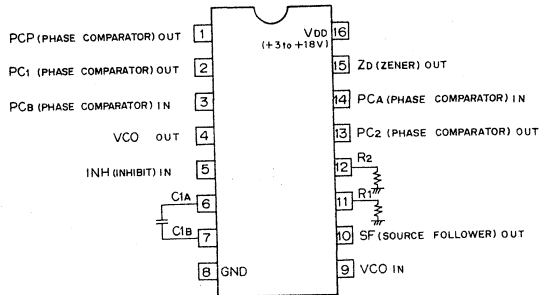 PCP (PHASE COMPARATOR) OUT
1
PC1 (PHASE COMPARATOR) OUT
2
PCB (PHASE COMPARATOR) IN
3
VCO OUT
4
INH (INHIBIT) IN
5
C1A
6
C1B
7
8
GND
VDD
(+3 to +18V)
16
15
ZD (ZENER) OUT
14
PCA (PHASE COMPARATOR) IN
13
PC2 (PHASE COMPARATOR) OUT
12
R2
11
R1
10
SF (SOURCE FOLLOWER) OUT
9
VCO IN